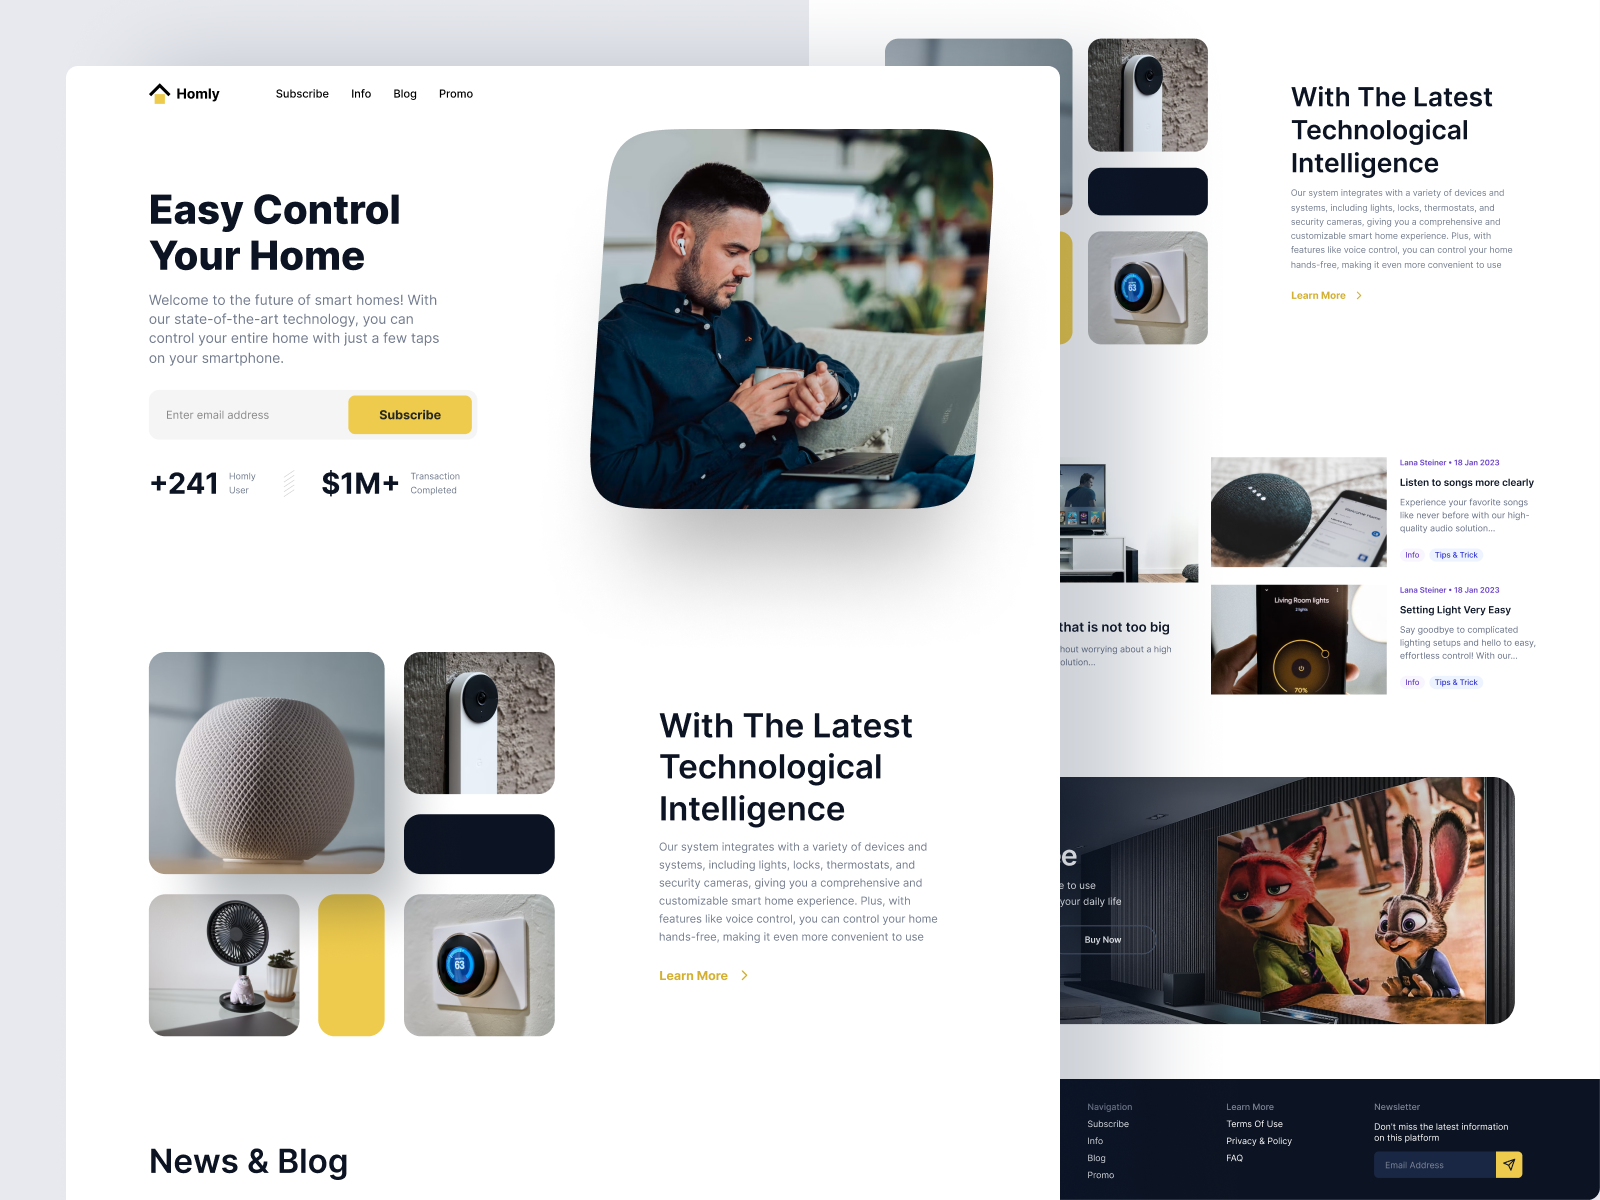 Homly
Subscribe Info Blog Promo
Easy Control
Your Home
Welcome to the future of smart homes! With
our state-of-the-art technology, you can
control your entire home with just a few taps
on your smartphone.
Enter email address
Subscribe
+241
Homly
User
$1M+
Transaction
Completed
63
With The Latest
Technological
Intelligence
Our system integrates with a variety of devices and
systems, including lights, locks, thermostats, and
security cameras, giving you a comprehensive and
customizable smart home experience. Plus, with
features like voice control, you can control your home
hands-free, making it even more convenient to use
Learn More
News & Blog
63
With The Latest
Technological
Intelligence
Our system integrates with a variety of devices and
systems, including lights, locks, thermostats, and
security cameras, giving you a comprehensive and
customizable smart home experience. Plus, with
features like voice control, you can control your home
hands-free, making it even more convenient to use
Learn More
that is not too big
hout worrying about a high
olution...
Lana Steiner • 18 Jan 2023
Listen to songs more clearly
Experience your favorite songs
like never before with our high-
quality audio solution...
Info Tips & Trick
Living Room lights
70%
Lana Steiner • 18 Jan 2023
Setting Light Very Easy
Say goodbye to complicated
lighting setups and hello to easy,
effortless control! With our...
Info Tips & Trick
e
e to use
your daily life
Buy Now
Navigation
Subscribe
Info
Blog
Promo
Learn More
Terms Of Use
Privacy & Policy
FAQ
Newsletter
Don't miss the latest information
on this platform
Email Address